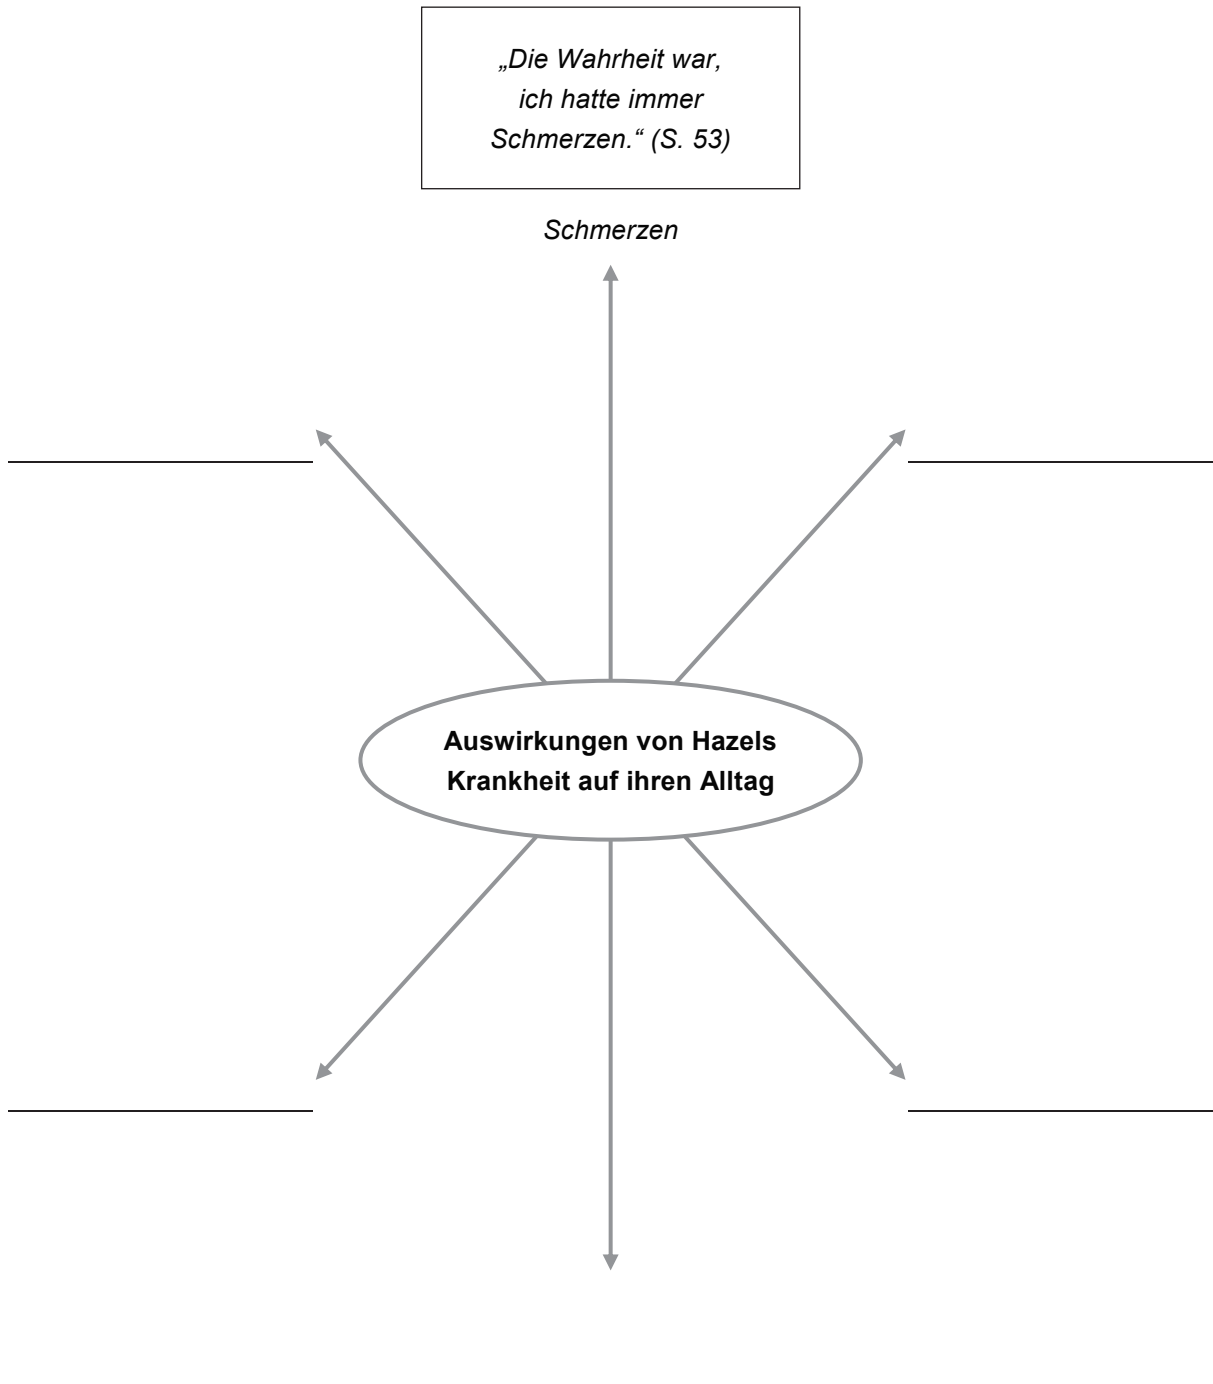 „Die Wahrheit war,
ich hatte immer
Schmerzen.“ (S. 53)
Schmerzen
Auswirkungen von Hazels
Krankheit auf ihren Alltag